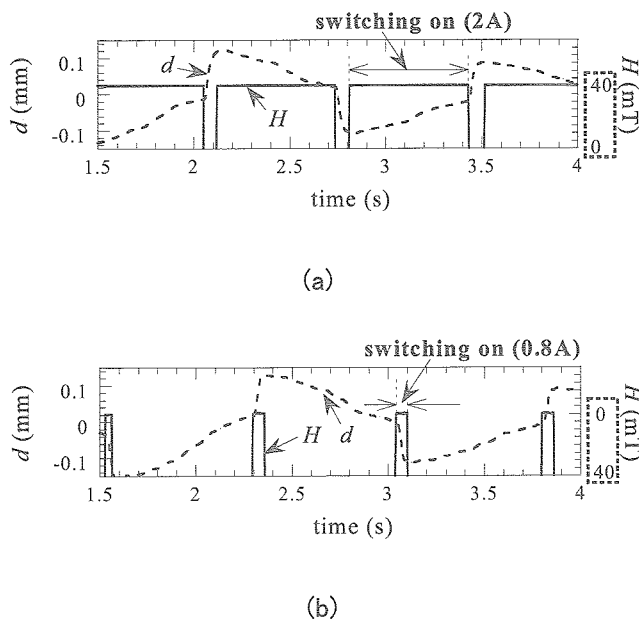 switching on (2A)
0.1
0
-0.1
d (mm)
d
H
40
0
H (mT)
1.5 2 2.5 3 3.5 4
time (s)
(a)
switching on (0.8A)
0.1
0
-0.1
d (mm)
H
d
0
40
H (mT)
1.5 2 2.5 3 3.5 4
time (s)
(b)